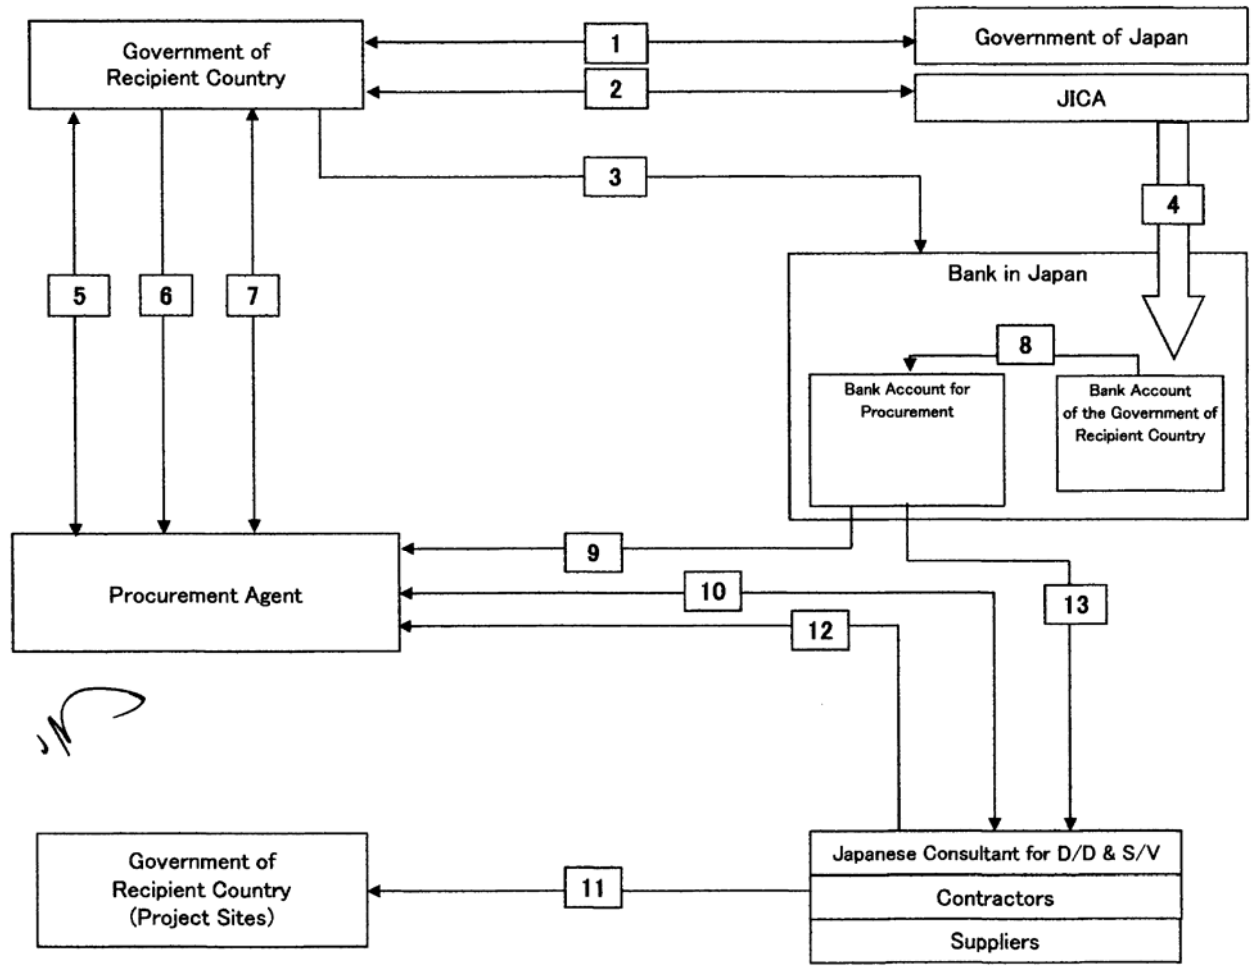 Government of
Recipient Country
1
Government of Japan
2
JICA
3
4
5
6
7
Bank in Japan
8
Bank Account for
Procurement
Bank Account
of the Government of
Recipient Country
9
Procurement Agent
10
13
12
Government of
Recipient Country
(Project Sites)
11
Japanese Consultant for D/D & S/V
Contractors
Suppliers